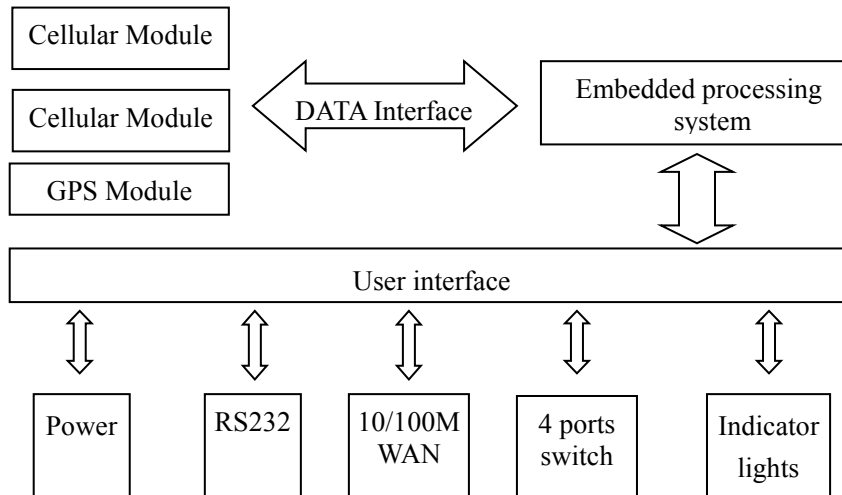 Cellular Module
Cellular Module
GPS Module
DATA Interface
Embedded processing
system
User interface
Power
RS232
10/100M
WAN
4 ports
switch
Indicator
lights